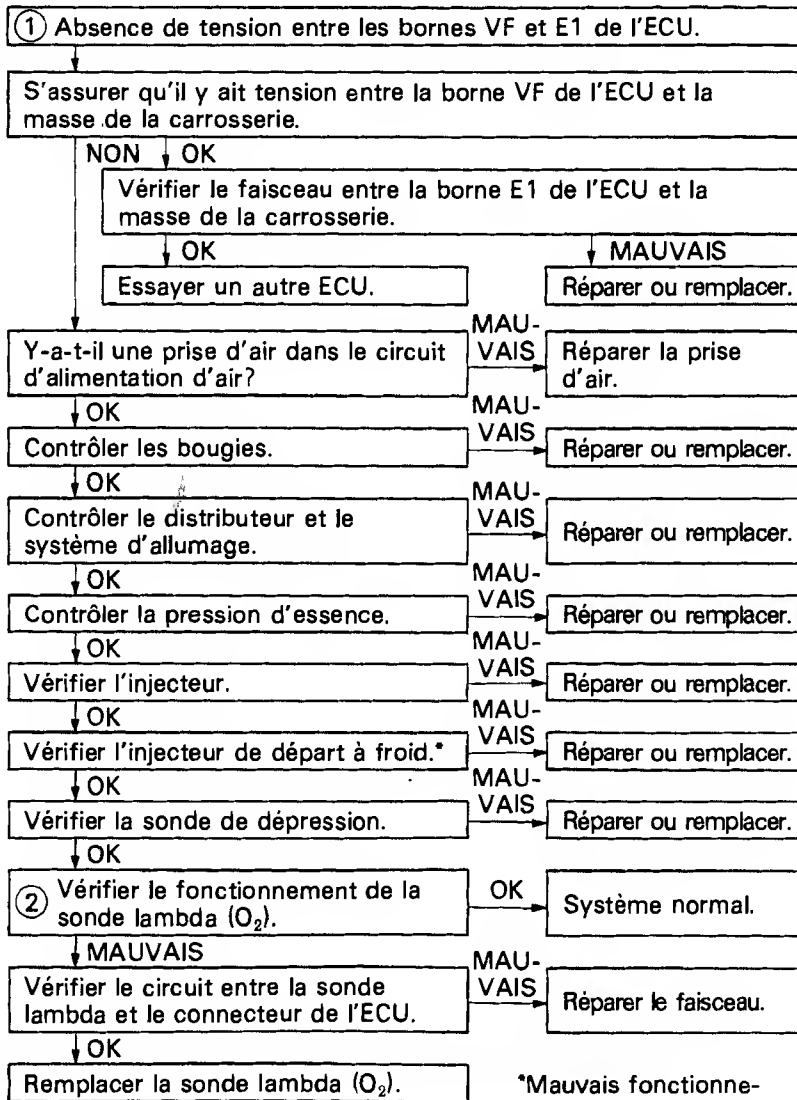 ① Absence de tension entre les bornes VF et E1 de l'ECU.
S'assurer qu'il y ait tension entre la borne VF de l'ECU et la
masse de la carrosserie.
NON OK
Vérifier le faisceau entre la borne E1 de l'ECU et la
masse de la carrosserie.
OK MAUVAIS
Essayer un autre ECU. Réparer ou remplacer.
Y-a-t-il une prise d'air dans le circuit
d'alimentation d'air?
MAU-
VAIS
Réparer la prise
d'air.
OK
Contrôler les bougies.
MAU-
VAIS
Réparer ou remplacer.
OK
Contrôler le distributeur et le
système d'allumage.
MAU-
VAIS
Réparer ou remplacer.
OK
Contrôler la pression d'essence.
MAU-
VAIS
Réparer ou remplacer.
OK
Vérifier l'injecteur.
MAU-
VAIS
Réparer ou remplacer.
OK
Vérifier l'injecteur de départ à froid.*
MAU-
VAIS
Réparer ou remplacer.
OK
Vérifier la sonde de dépression.
MAU-
VAIS
Réparer ou remplacer.
OK
② Vérifier le fonctionnement de la
sonde lambda (O₂).
OK
Système normal.
MAUVAIS
Vérifier le circuit entre la sonde
lambda et le connecteur de l'ECU.
MAU-
VAIS
Réparer le faisceau.
OK
Remplacer la sonde lambda (O₂).
*Mauvais fonctionne-